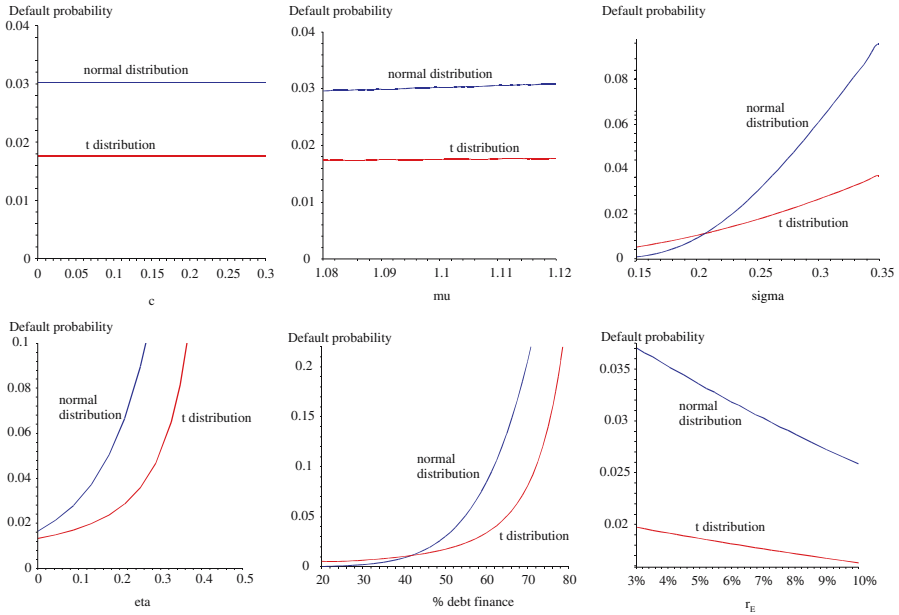 Default probability
0.04
0.03
0.02
0.01
0
normal distribution
t distribution
0 0.05 0.1 0.15 0.2 0.25 0.3
c
Default probability
0.04
0.03
0.02
0.01
0
normal distribution
t distribution
1.08 1.09 1.1 1.11 1.12
mu
Default probability
0.08
0.06
0.04
0.02
0
normal
distribution
t distribution
0.15 0.2 0.25 0.3 0.35
sigma
Default probability
0.1
0.08
0.06
0.04
0.02
0
normal
distribution
t distribution
0 0.1 0.2 0.3 0.4 0.5
eta
Default probability
0.2
0.15
0.1
0.05
0
normal
distribution
t distribution
20 30 40 50 60 70 80
% debt finance
Default probability
0.035
0.03
0.025
0.02
normal
distribution
t distribution
3% 4% 5% 6% 7% 8% 9% 10%
r_E